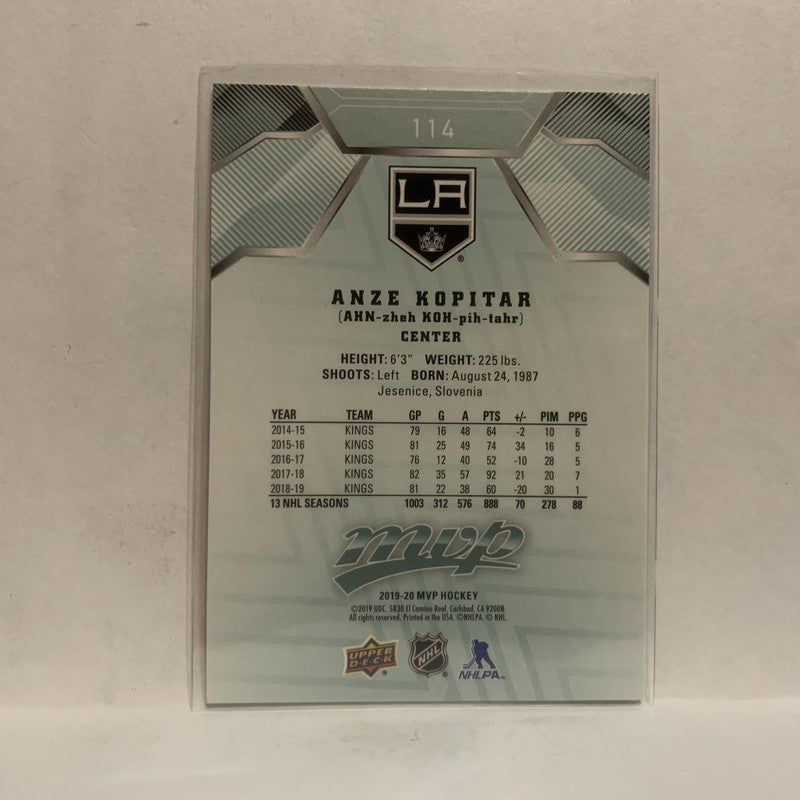 114
LA
®
ANZE KOPITAR
(AHN-zheh KOH-pih-tahr)
CENTER
HEIGHT: 6'3" WEIGHT: 225 lbs.
SHOOTS: Left BORN: August 24, 1987
Jesenice, Slovenia
YEAR TEAM GP G A PTS +/- PIM PPG
2014-15 KINGS 79 16 48 64 -2 10 6
2015-16 KINGS 81 25 49 74 34 16 5
2016-17 KINGS 76 12 40 52 -10 28 5
2017-18 KINGS 82 35 57 92 21 20 7
2018-19 KINGS 81 22 38 60 -20 30 1
13 NHL SEASONS 1003 312 576 888 70 278 88
mvp
2019-20 MVP HOCKEY
©2019 UDC. 5830 El Camino Real, Carlsbad, CA 92008.
All rights reserved. Printed in the USA. ©NHLPA. © NHL.
UPPER DECK ® NHL ® NHLPA™